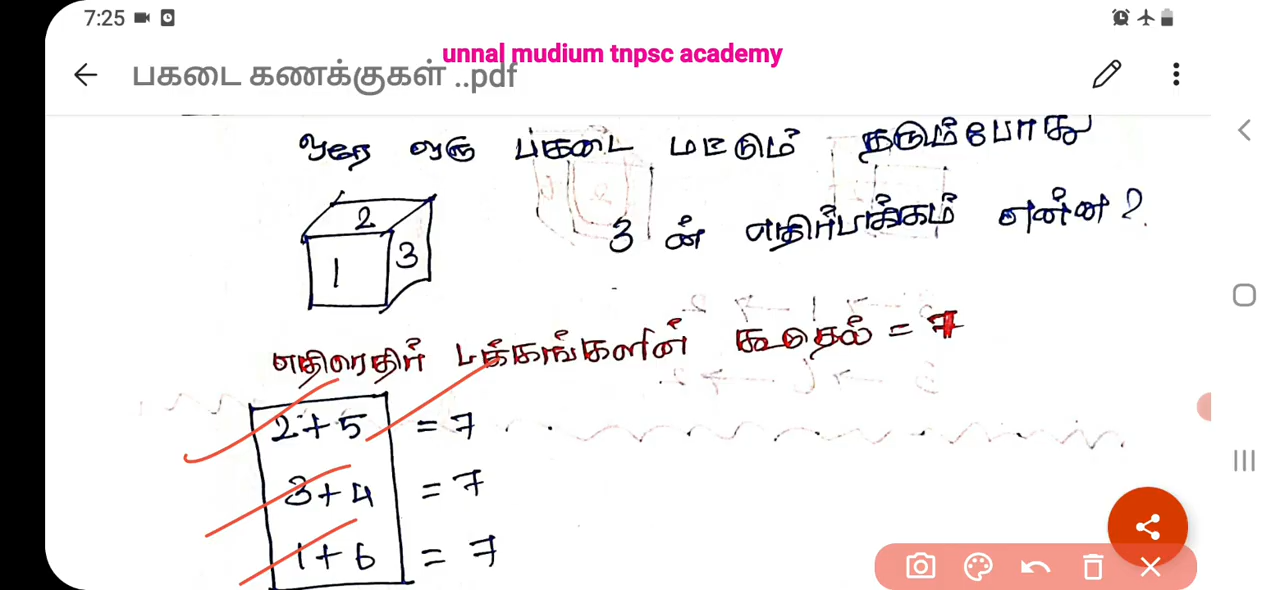 7:25
unnal mudium tnpsc academy
பகடை கணக்குகள் ..pdf
ஒரே ஒரு பகடை மட்டும் தரும்போது
2
1
3
3 ன் எதிர்பக்கம் என்ன?
எதிரெதிர் பக்கங்களின் கூடுதல் = 7
2+5 = 7
3+4 = 7
1+6 = 7